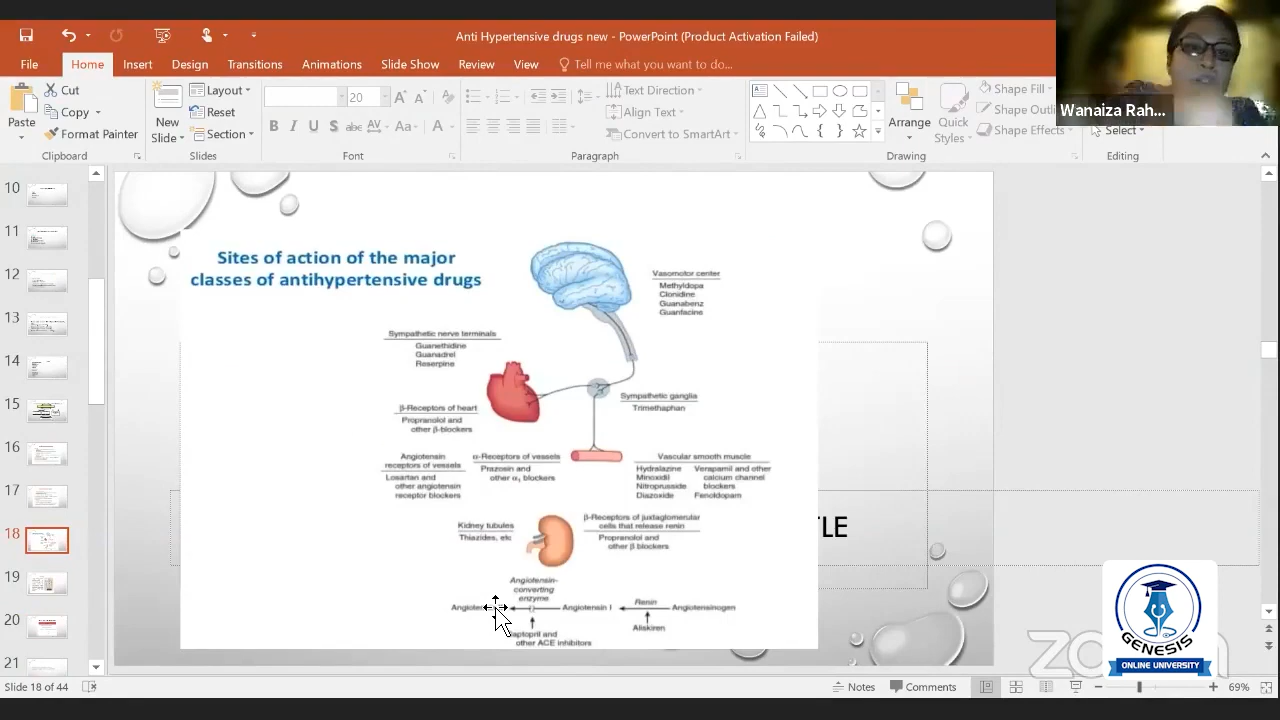 Anti Hypertensive drugs new - PowerPoint (Product Activation Failed)
File Home Insert Design Transitions Animations Slide Show Review View Tell me what you want to do...
Paste
Cut
Copy
Format Painter
Clipboard
New
Slide
Layout
Reset
Section
Slides
20
B I U S abc AV Aa A
Font
Text Direction
Align Text
Convert to SmartArt
Paragraph
Arrange
Quick
Styles
Shape Fill
Shape Outl
Shape Effects
Drawing
Select
Editing
Wanaiza Rah...
10
11
12
13
14
15
16
17
18
19
20
21
Sites of action of the major
classes of antihypertensive drugs
Vasomotor center
Methyldopa
Clonidine
Guanabenz
Guanfacine
Sympathetic nerve terminals
Guanethidine
Guanadrel
Reserpine
β-Receptors of heart
Propranolol and
other β-blockers
Sympathetic ganglia
Trimethaphan
Angiotensin
receptors of vessels
Losartan and
other angiotensin
receptor blockers
α-Receptors of vessels
Prazosin and
other α1 blockers
Vascular smooth muscle
Hydralazine
Minoxidil
Nitroprusside
Diazoxide
Verapamil and other
calcium channel
blockers
Fenoldopam
Kidney tubules
Thiazides, etc
β-Receptors of juxtaglomerular
cells that release renin
Propranolol and
other β blockers
TLE
Angiotensin-
converting
enzyme
Angiotensin I
Renin
Angiotensinogen
Aliskiren
other ACE inhibitors
zoom
GENESIS
ONLINE UNIVERSITY
Slide 18 of 44
Notes
Comments
69%